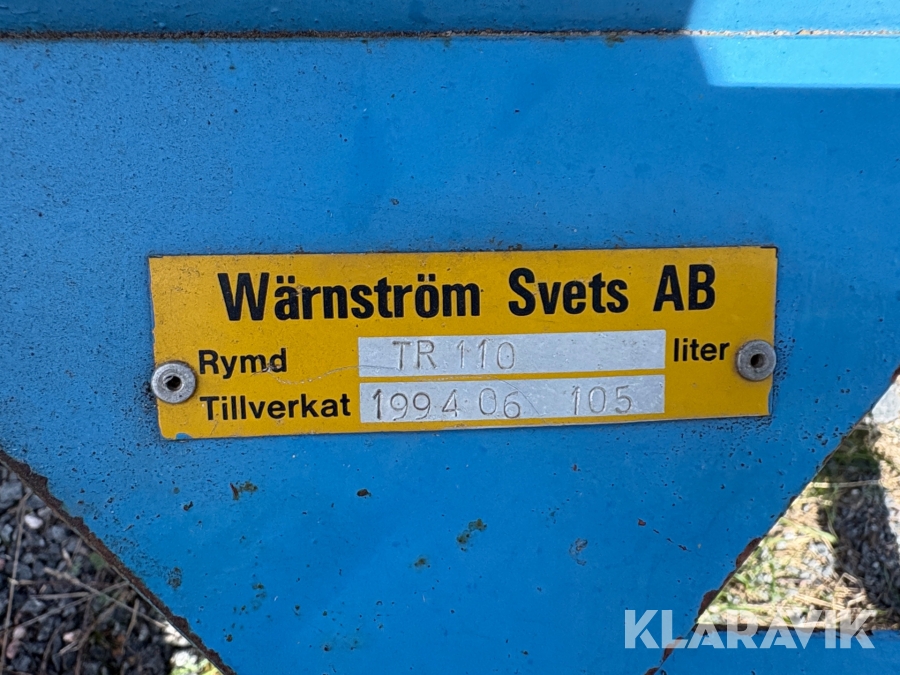 Wärnström Svets AB
Rymd TR 110 liter
Tillverkat 1994 06 105
KLARAVIK